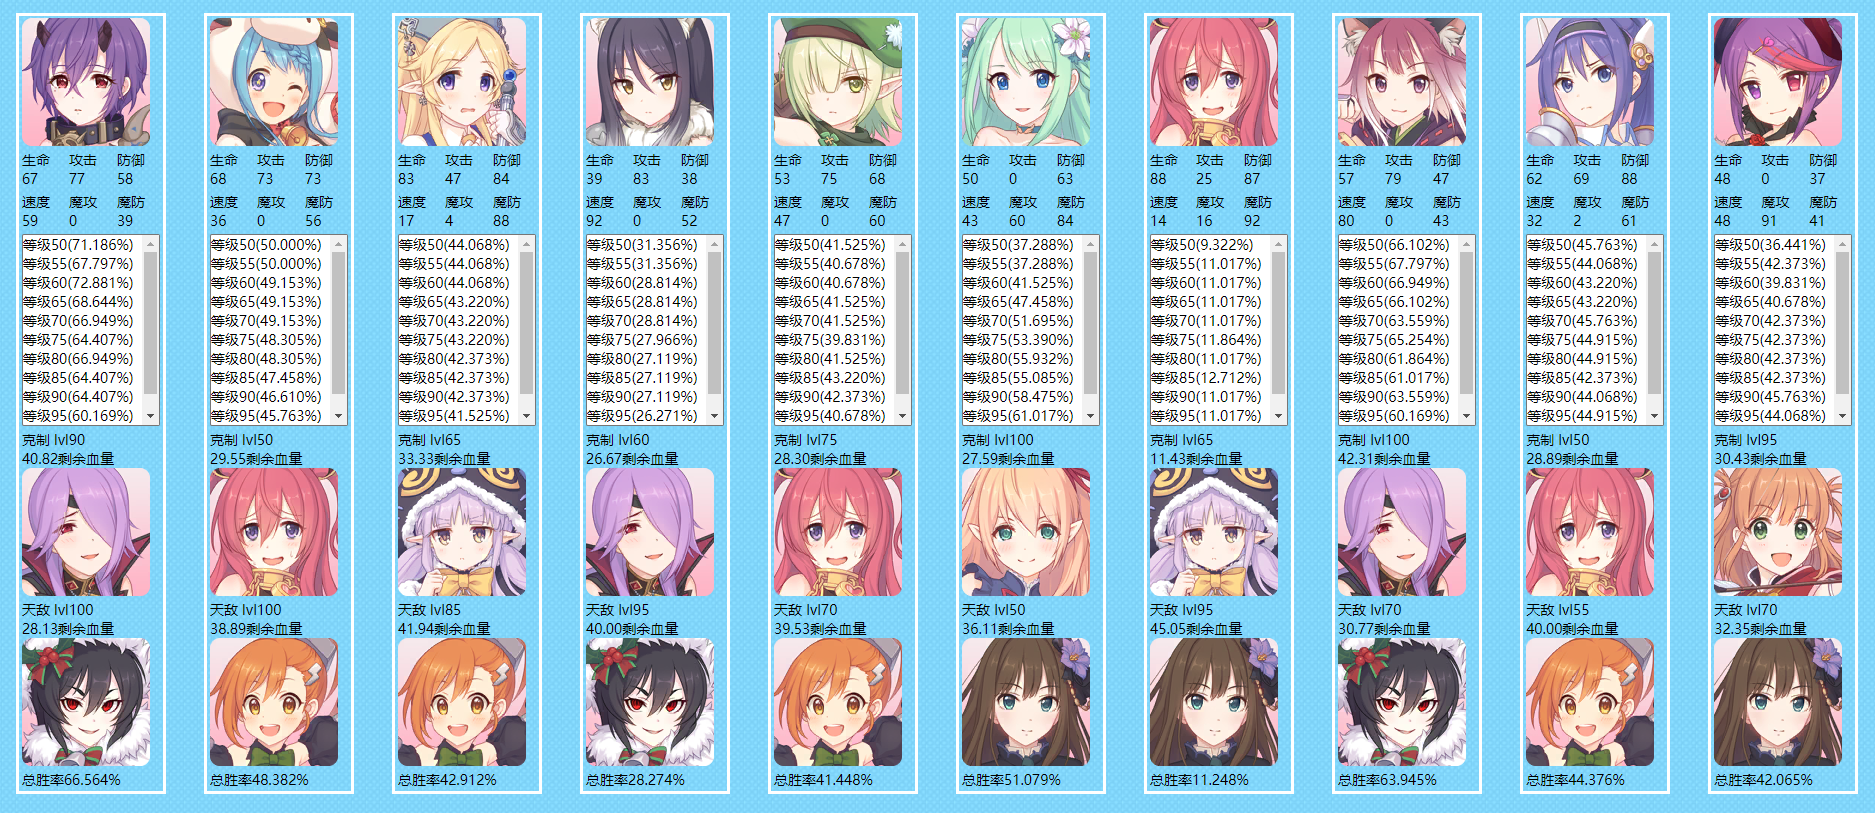 生命 攻击 防御
67 77 58
速度 魔攻 魔防
59 0 39
等级50(71.186%)
等级55(67.797%)
等级60(72.881%)
等级65(68.644%)
等级70(66.949%)
等级75(64.407%)
等级80(66.949%)
等级85(64.407%)
等级90(64.407%)
等级95(60.169%)
克制 lvl90
40.82剩余血量
天敌 lvl100
28.13剩余血量
总胜率66.564%
生命 攻击 防御
68 73 73
速度 魔攻 魔防
36 0 56
等级50(50.000%)
等级55(50.000%)
等级60(49.153%)
等级65(49.153%)
等级70(49.153%)
等级75(48.305%)
等级80(48.305%)
等级85(47.458%)
等级90(46.610%)
等级95(45.763%)
克制 lvl50
29.55剩余血量
天敌 lvl100
38.89剩余血量
总胜率48.382%
生命 攻击 防御
83 47 84
速度 魔攻 魔防
17 4 88
等级50(44.068%)
等级55(44.068%)
等级60(44.068%)
等级65(43.220%)
等级70(43.220%)
等级75(43.220%)
等级80(42.373%)
等级85(42.373%)
等级90(42.373%)
等级95(41.525%)
克制 lvl65
33.33剩余血量
天敌 lvl85
41.94剩余血量
总胜率42.912%
生命 攻击 防御
39 83 38
速度 魔攻 魔防
92 0 52
等级50(31.356%)
等级55(31.356%)
等级60(28.814%)
等级65(28.814%)
等级70(28.814%)
等级75(27.966%)
等级80(27.119%)
等级85(27.119%)
等级90(27.119%)
等级95(26.271%)
克制 lvl60
26.67剩余血量
天敌 lvl95
40.00剩余血量
总胜率28.274%
生命 攻击 防御
53 75 68
速度 魔攻 魔防
47 0 60
等级50(41.525%)
等级55(40.678%)
等级60(40.678%)
等级65(41.525%)
等级70(41.525%)
等级75(39.831%)
等级80(41.525%)
等级85(43.220%)
等级90(42.373%)
等级95(40.678%)
克制 lvl75
28.30剩余血量
天敌 lvl70
39.53剩余血量
总胜率41.448%
生命 攻击 防御
50 0 63
速度 魔攻 魔防
43 60 84
等级50(37.288%)
等级55(37.288%)
等级60(41.525%)
等级65(47.458%)
等级70(51.695%)
等级75(53.390%)
等级80(55.932%)
等级85(55.085%)
等级90(58.475%)
等级95(61.017%)
克制 lvl100
27.59剩余血量
天敌 lvl50
36.11剩余血量
总胜率51.079%
生命 攻击 防御
88 25 87
速度 魔攻 魔防
14 16 92
等级50(9.322%)
等级55(11.017%)
等级60(11.017%)
等级65(11.017%)
等级70(11.017%)
等级75(11.864%)
等级80(11.017%)
等级85(12.712%)
等级90(11.017%)
等级95(11.017%)
克制 lvl65
11.43剩余血量
天敌 lvl95
45.05剩余血量
总胜率11.248%
生命 攻击 防御
57 79 47
速度 魔攻 魔防
80 0 43
等级50(66.102%)
等级55(67.797%)
等级60(66.949%)
等级65(66.102%)
等级70(63.559%)
等级75(65.254%)
等级80(61.864%)
等级85(61.017%)
等级90(63.559%)
等级95(60.169%)
克制 lvl100
42.31剩余血量
天敌 lvl70
30.77剩余血量
总胜率63.945%
生命 攻击 防御
62 69 88
速度 魔攻 魔防
32 2 61
等级50(45.763%)
等级55(44.068%)
等级60(43.220%)
等级65(43.220%)
等级70(45.763%)
等级75(44.915%)
等级80(44.915%)
等级85(42.373%)
等级90(44.068%)
等级95(44.915%)
克制 lvl50
28.89剩余血量
天敌 lvl55
40.00剩余血量
总胜率44.376%
生命 攻击 防御
48 0 37
速度 魔攻 魔防
48 91 41
等级50(36.441%)
等级55(42.373%)
等级60(39.831%)
等级65(40.678%)
等级70(42.373%)
等级75(42.373%)
等级80(42.373%)
等级85(42.373%)
等级90(45.763%)
等级95(44.068%)
克制 lvl95
30.43剩余血量
天敌 lvl70
32.35剩余血量
总胜率42.065%